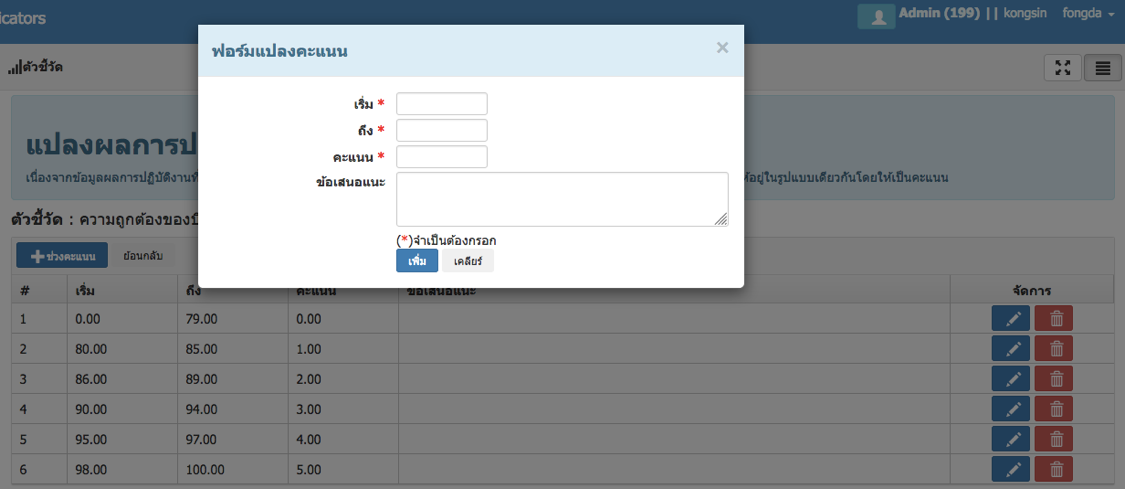 icators
Admin (199) || kongsin fongda
ฟอร์มแปลงคะแนน ×
ตัวชี้วัด
เริ่ม *
ถึง *
คะแนน *
ข้อเสนอแนะ
(*)จำเป็นต้องกรอก
เพิ่ม เคลียร์
แปลงผลการป
เนื่องจากข้อมูลผลการปฏิบัติงาน ห้อยู่ในรูปแบบเดียวกันโดยให้เป็นคะแนน
ตัวชี้วัด : ความถูกต้องของ
ช่วงคะแนน ย้อนกลับ
# เริ่ม ถึง คะแนน ข้อเสนอแนะ จัดการ
1 0.00 79.00 0.00
2 80.00 85.00 1.00
3 86.00 89.00 2.00
4 90.00 94.00 3.00
5 95.00 97.00 4.00
6 98.00 100.00 5.00